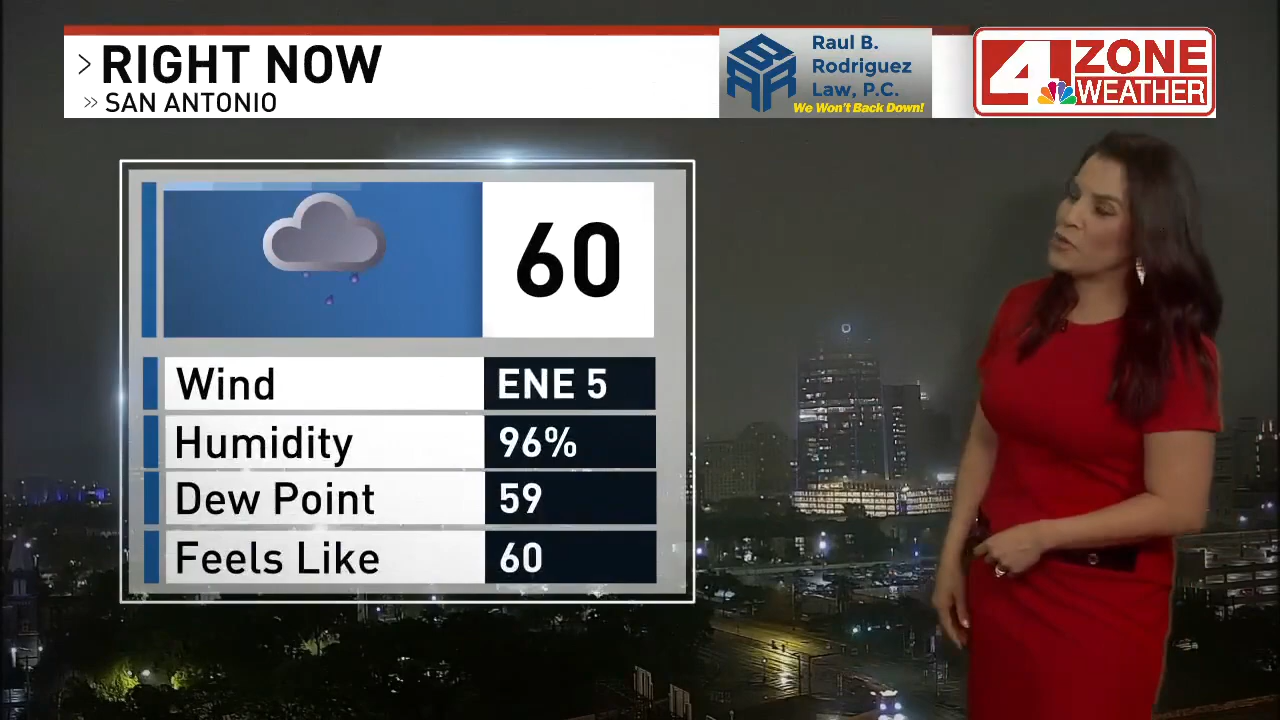 > RIGHT NOW
» SAN ANTONIO
SAR
Raul B.
Rodriguez
Law, P.C.
We Won't Back Down!
4 ZONE
WEATHER
60
Wind ENE 5
Humidity 96%
Dew Point 59
Feels Like 60